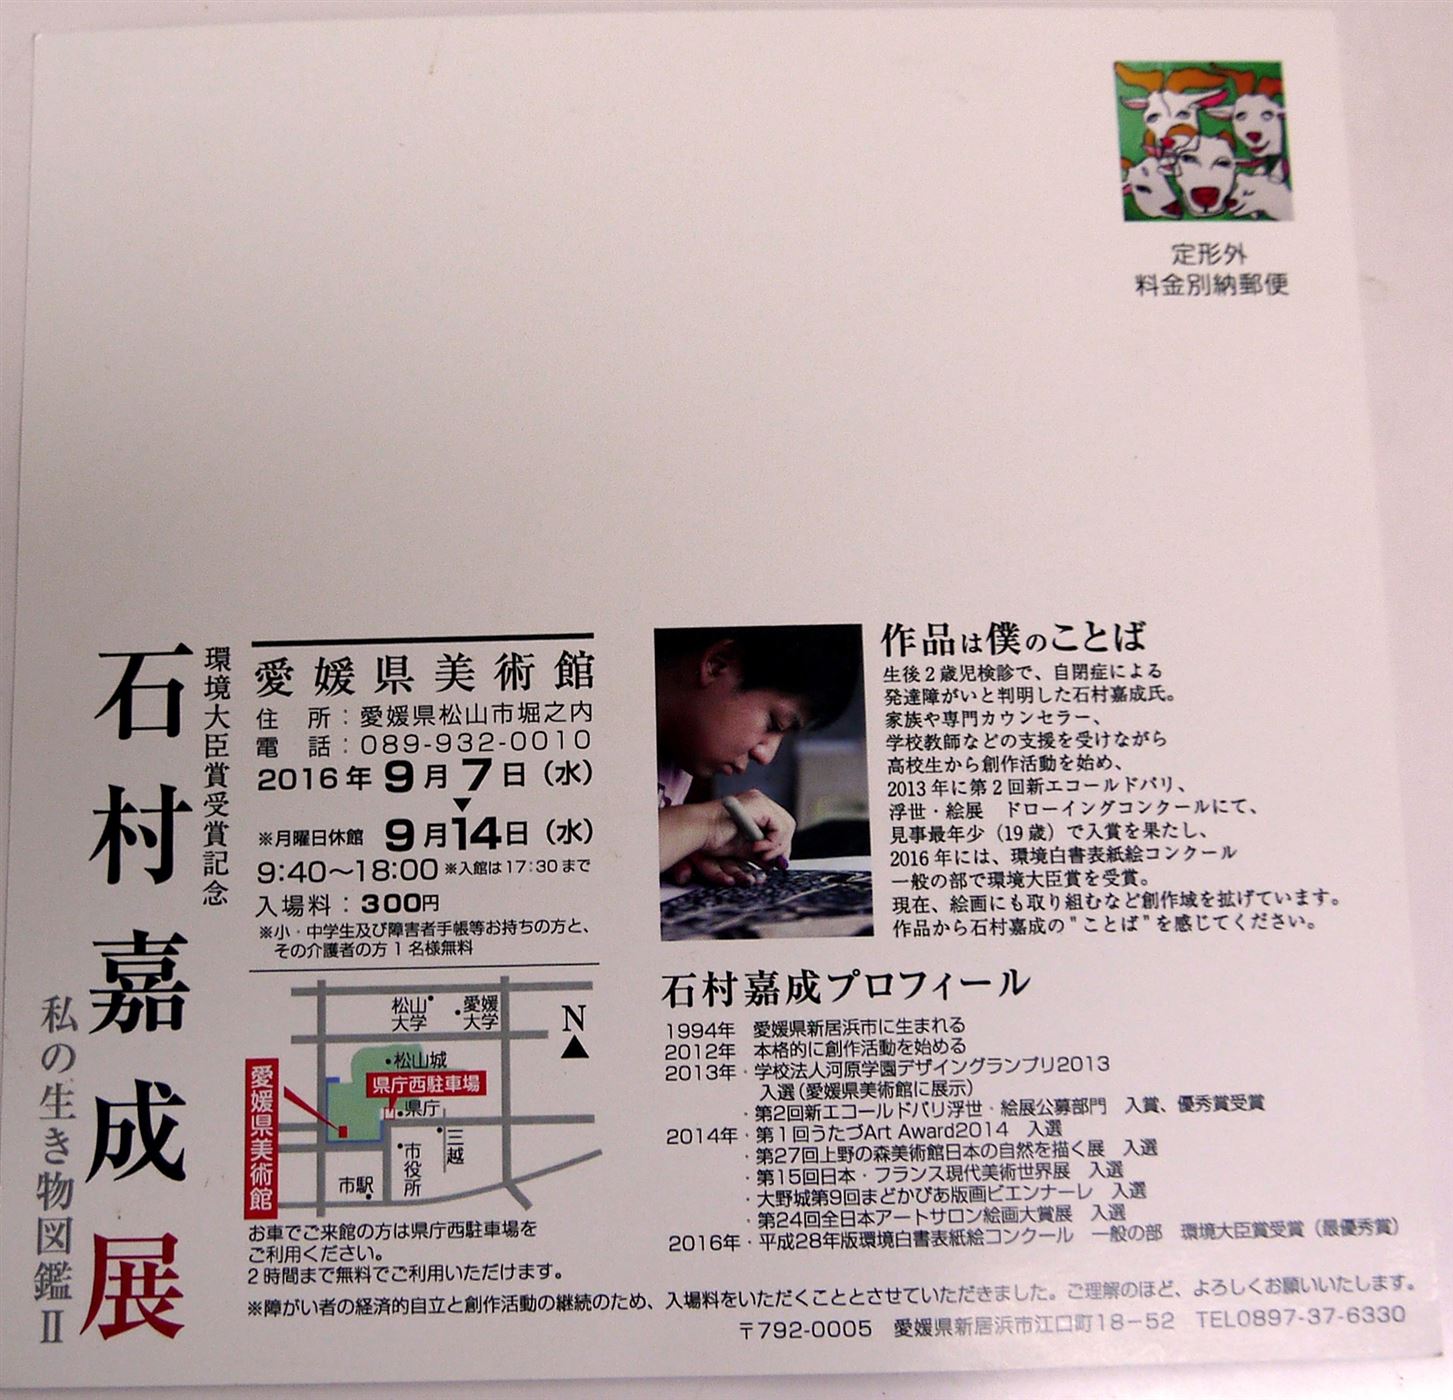 定形外
料金別納郵便
環境大臣賞受賞記念
石村嘉成展
私の生き物図鑑Ⅱ
愛媛県美術館
住　所：愛媛県松山市堀之内
電　話：089-932-0010
2016年9月7日（水）
▼
※月曜日休館 9月14日（水）
9:40～18:00 ※入館は17:30まで
入場料：300円
※小・中学生及び障害者手帳等お持ちの方と、
その介護者の方1名様無料
松山大学
愛媛大学
N
松山城
県庁西駐車場
県庁
愛媛県美術館
三越
市役所
市駅
お車でご来館の方は県庁西駐車場を
ご利用ください。
2時間まで無料でご利用いただけます。
作品は僕のことば
生後2歳児検診で、自閉症による
発達障がいと判明した石村嘉成氏。
家族や専門カウンセラー、
学校教師などの支援を受けながら
高校生から創作活動を始め、
2013年に第2回新エコールドパリ、
浮世・絵展　ドローイングコンクールにて、
見事最年少（19歳）で入賞を果たし、
2016年には、環境白書表紙絵コンクール
一般の部で環境大臣賞を受賞。
現在、絵画にも取り組むなど創作域を拡げています。
作品から石村嘉成の"ことば"を感じてください。
石村嘉成プロフィール
1994年　愛媛県新居浜市に生まれる
2012年　本格的に創作活動を始める
2013年・学校法人河原学園デザイングランプリ2013
入選（愛媛県美術館に展示）
・第2回新エコールドパリ浮世・絵展公募部門　入賞、優秀賞受賞
2014年・第1回うたづArt Award2014　入選
・第27回上野の森美術館日本の自然を描く展　入選
・第15回日本・フランス現代美術世界展　入選
・大野城第9回まどかぴあ版画ビエンナーレ　入選
・第24回全日本アートサロン絵画大賞展　入選
2016年・平成28年版環境白書表紙絵コンクール　一般の部　環境大臣賞受賞（最優秀賞）
※障がい者の経済的自立と創作活動の継続のため、入場料をいただくこととさせていただきました。ご理解のほど、よろしくお願いいたします。
〒792-0005　愛媛県新居浜市江口町18－52　TEL0897-37-6330